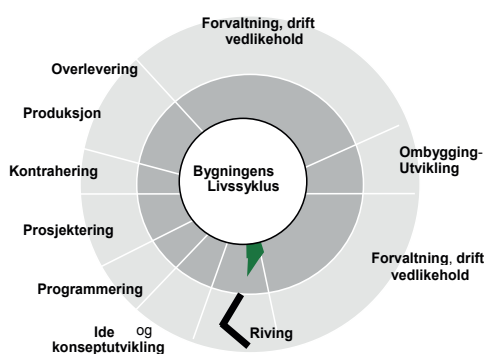 Forvaltning, drift
vedlikehold
Overlevering
Produksjon
Kontrahering
Prosjektering
Programmering
Ide og
konseptutvikling
Riving
Forvaltning, drift
vedlikehold
Ombygging-
Utvikling
Bygningens
Livssyklus